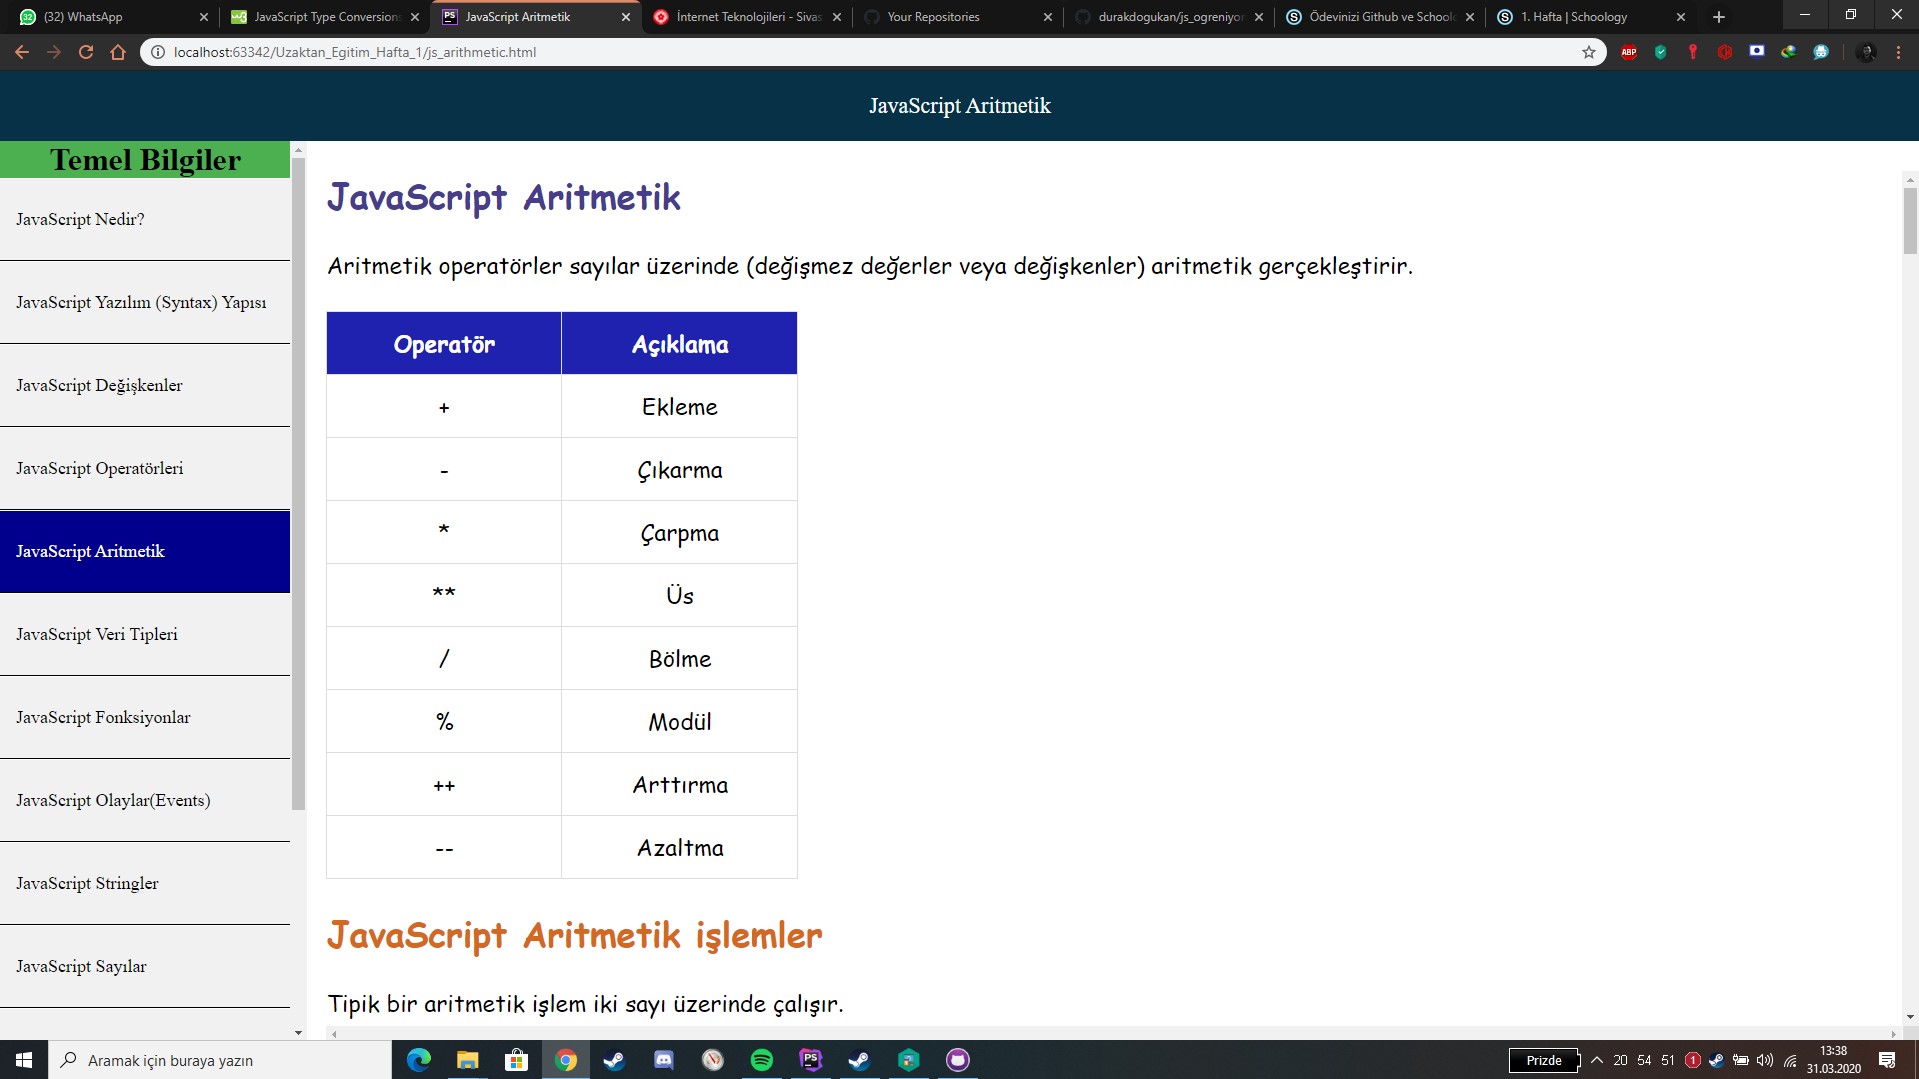 (32) WhatsApp
JavaScript Type Conversions
JavaScript Aritmetik
İnternet Teknolojileri - Sivas
Your Repositories
durakdogukan/js_ogreniyor
Ödevinizi Github ve Schoolo
1. Hafta | Schoology
localhost:63342/Uzaktan_Egitim_Hafta_1/js_arithmetic.html
ABP
JavaScript Aritmetik
Temel Bilgiler
JavaScript Nedir?
JavaScript Yazılım (Syntax) Yapısı
JavaScript Değişkenler
JavaScript Operatörleri
JavaScript Aritmetik
JavaScript Veri Tipleri
JavaScript Fonksiyonlar
JavaScript Olaylar(Events)
JavaScript Stringler
JavaScript Sayılar
JavaScript Aritmetik
Aritmetik operatörler sayılar üzerinde (değişmez değerler veya değişkenler) aritmetik gerçekleştirir.
Operatör Açıklama
+ Ekleme
- Çıkarma
* Çarpma
** Üs
/ Bölme
% Modül
++ Arttırma
-- Azaltma
JavaScript Aritmetik işlemler
Tipik bir aritmetik işlem iki sayı üzerinde çalışır.
Aramak için buraya yazın
PS
Prizde
20 54 51 1
13:38
31.03.2020